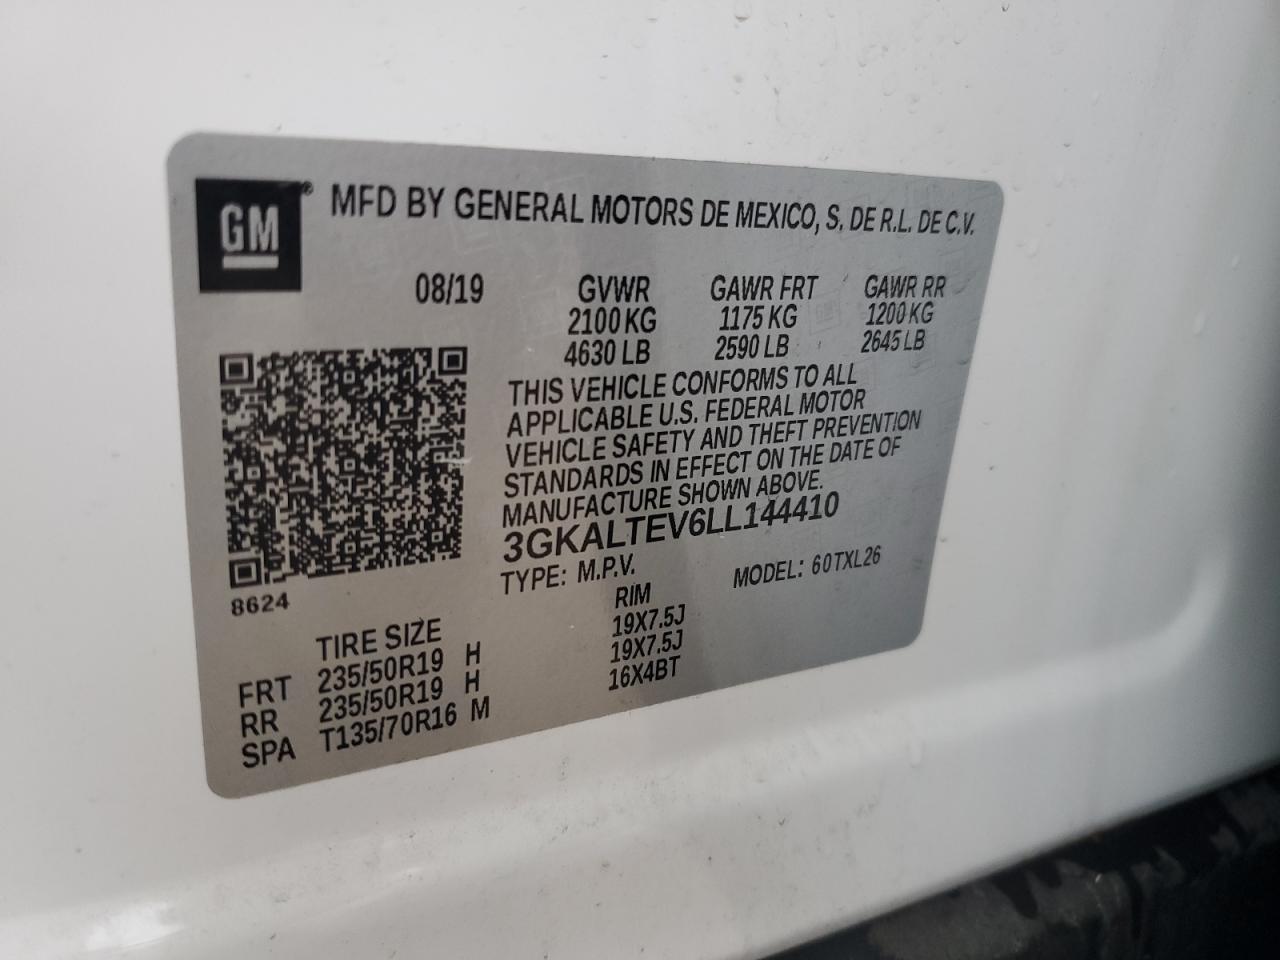 GM ® MFD BY GENERAL MOTORS DE MEXICO, S. DE R.L. DE C.V.
08/19 GVWR GAWR FRT GAWR RR
2100 KG 1175 KG 1200 KG
4630 LB 2590 LB 2645 LB
THIS VEHICLE CONFORMS TO ALL
APPLICABLE U.S. FEDERAL MOTOR
VEHICLE SAFETY AND THEFT PREVENTION
STANDARDS IN EFFECT ON THE DATE OF
MANUFACTURE SHOWN ABOVE.
3GKALTEV6LL144410
8624
TYPE: M.P.V. MODEL: 60TXL26
TIRE SIZE RIM
FRT 235/50R19 H 19X7.5J
RR 235/50R19 H 19X7.5J
SPA T135/70R16 M 16X4BT